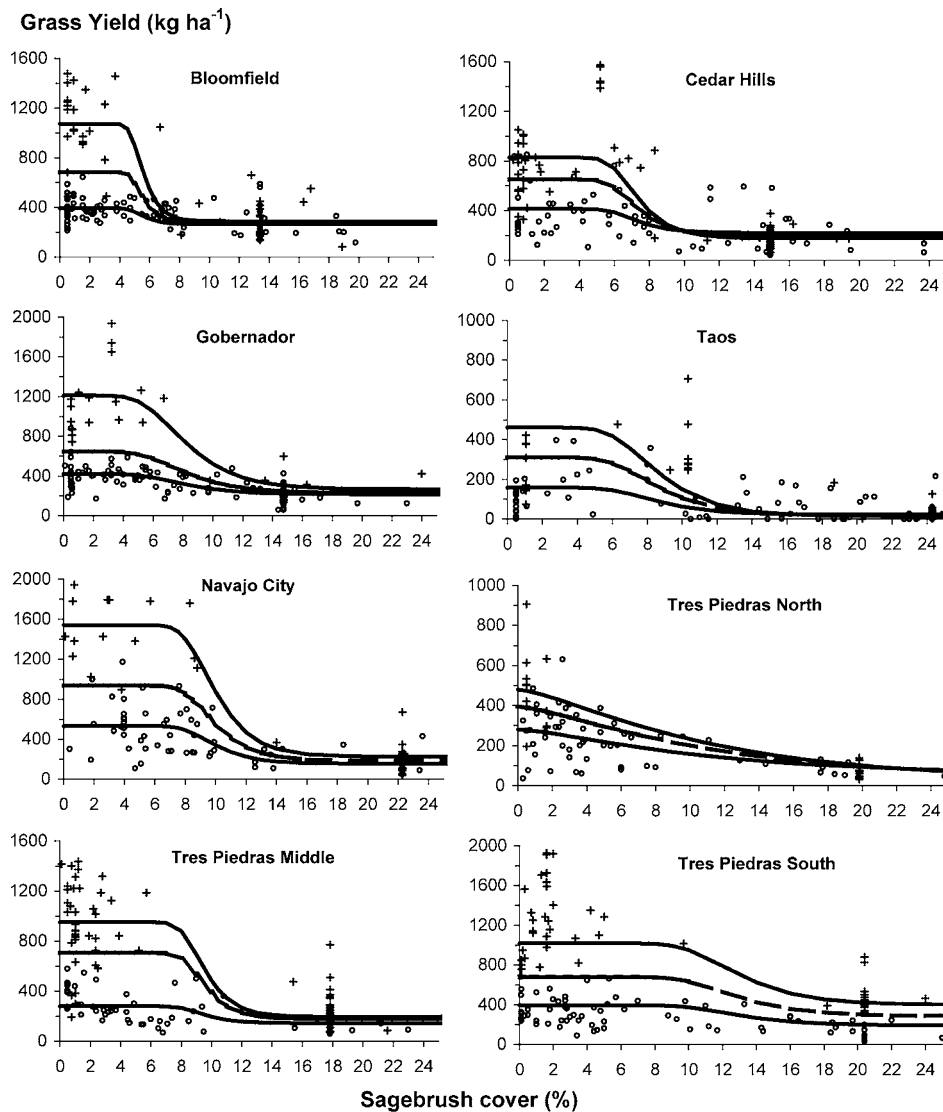 Grass Yield (kg ha⁻¹)
Bloomfield
1600
1200
800
400
0
0 2 4 6 8 10 12 14 16 18 20 22 24
Cedar Hills
1600
1200
800
400
0
0 2 4 6 8 10 12 14 16 18 20 22 24
Gobernador
2000
1600
1200
800
400
0
0 2 4 6 8 10 12 14 16 18 20 22 24
Taos
1000
800
600
400
200
0
0 2 4 6 8 10 12 14 16 18 20 22 24
Navajo City
2000
1600
1200
800
400
0
0 2 4 6 8 10 12 14 16 18 20 22 24
Tres Piedras North
1000
800
600
400
200
0
0 2 4 6 8 10 12 14 16 18 20 22 24
Tres Piedras Middle
1600
1200
800
400
0
0 2 4 6 8 10 12 14 16 18 20 22 24
Tres Piedras South
2000
1600
1200
800
400
0
0 2 4 6 8 10 12 14 16 18 20 22 24
Sagebrush cover (%)